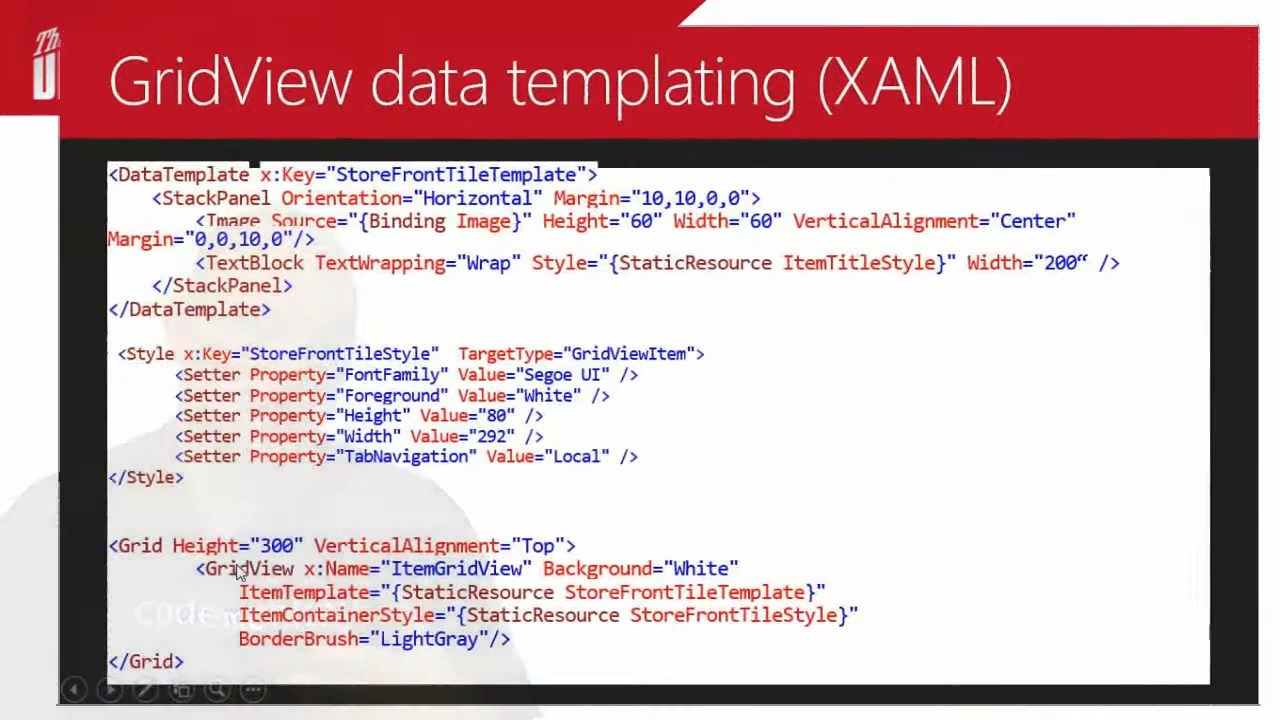 GridView data templating (XAML)
<DataTemplate x:Key="StoreFrontTileTemplate">
<StackPanel Orientation="Horizontal" Margin="10,10,0,0">
<Image Source="{Binding Image}" Height="60" Width="60" VerticalAlignment="Center"
Margin="0,0,10,0"/>
<TextBlock TextWrapping="Wrap" Style="{StaticResource ItemTitleStyle}" Width="200“ />
</StackPanel>
</DataTemplate>
<Style x:Key="StoreFrontTileStyle" TargetType="GridViewItem">
<Setter Property="FontFamily" Value="Segoe UI" />
<Setter Property="Foreground" Value="White" />
<Setter Property="Height" Value="80" />
<Setter Property="Width" Value="292" />
<Setter Property="TabNavigation" Value="Local" />
</Style>
<Grid Height="300" VerticalAlignment="Top">
<GridView x:Name="ItemGridView" Background="White"
ItemTemplate="{StaticResource StoreFrontTileTemplate}"
ItemContainerStyle="{StaticResource StoreFrontTileStyle}"
BorderBrush="LightGray"/>
</Grid>